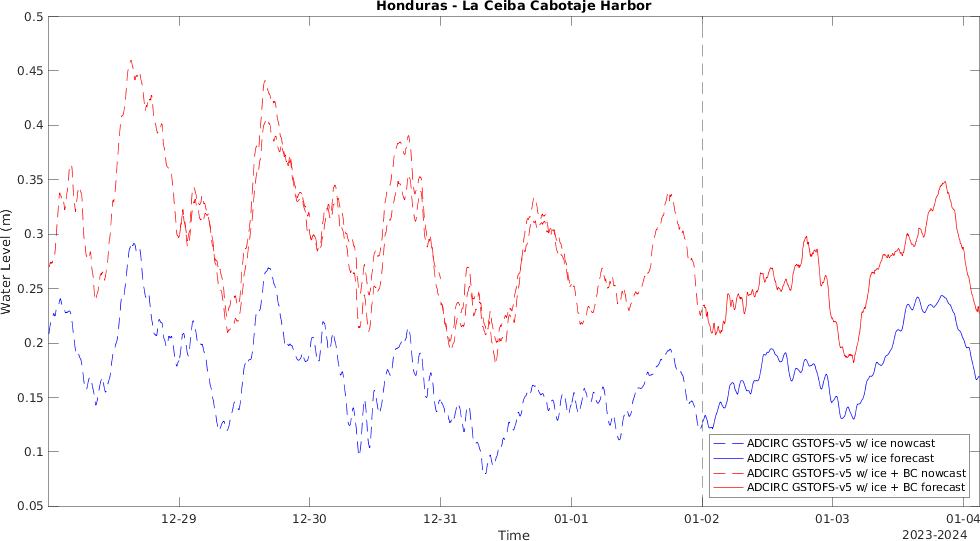 Honduras - La Ceiba Cabotaje Harbor
0.5
0.45
0.4
0.35
0.3
0.25
0.2
0.15
0.1
0.05
Water Level (m)
ADCIRC GSTOFS-v5 w/ ice nowcast
ADCIRC GSTOFS-v5 w/ ice forecast
ADCIRC GSTOFS-v5 w/ ice + BC nowcast
ADCIRC GSTOFS-v5 w/ ice + BC forecast
12-29 12-30 12-31 01-01 01-02 01-03 01-04
Time
2023-2024